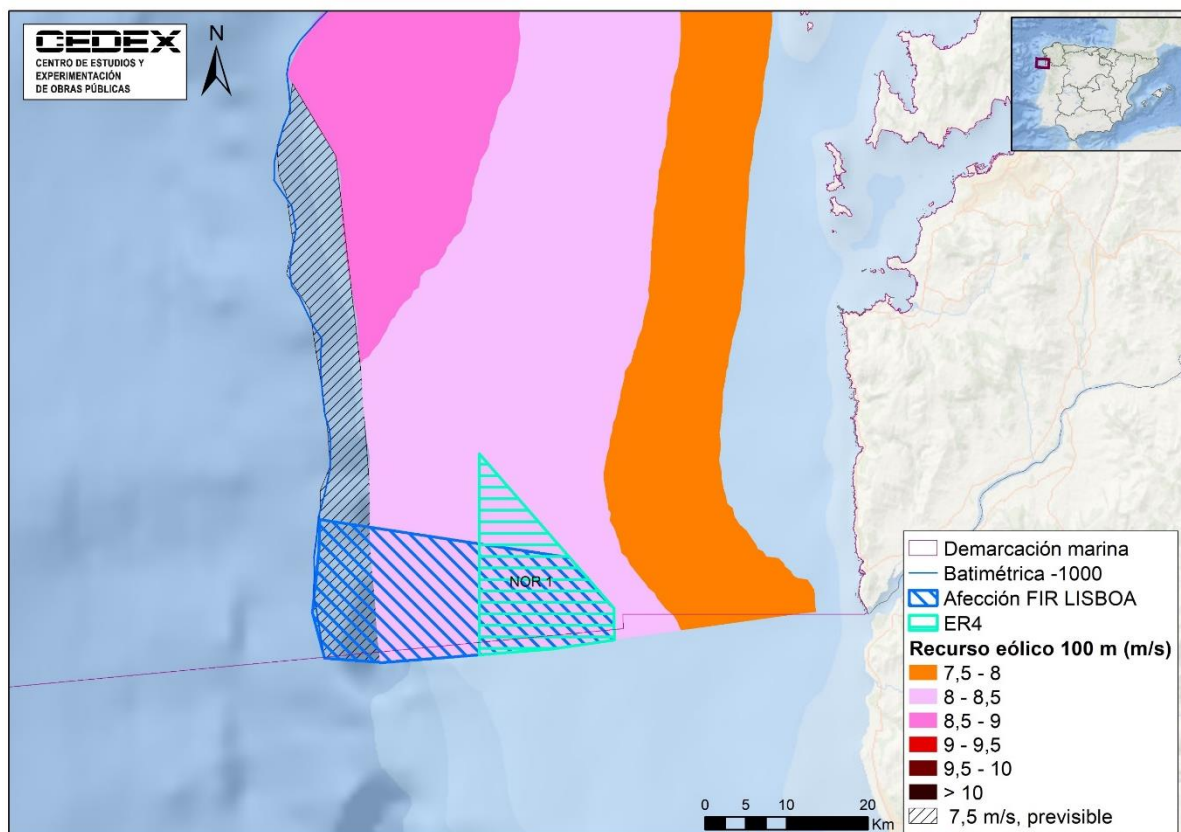 CEDEX
CENTRO DE ESTUDIOS Y
EXPERIMENTACIÓN
DE OBRAS PÚBLICAS
N
NOR 1
Demarcación marina
Batimétrica -1000
Afección FIR LISBOA
ER4
Recurso eólico 100 m (m/s)
7,5 - 8
8 - 8,5
8,5 - 9
9 - 9,5
9,5 - 10
> 10
7,5 m/s, previsible
0 5 10 20
Km